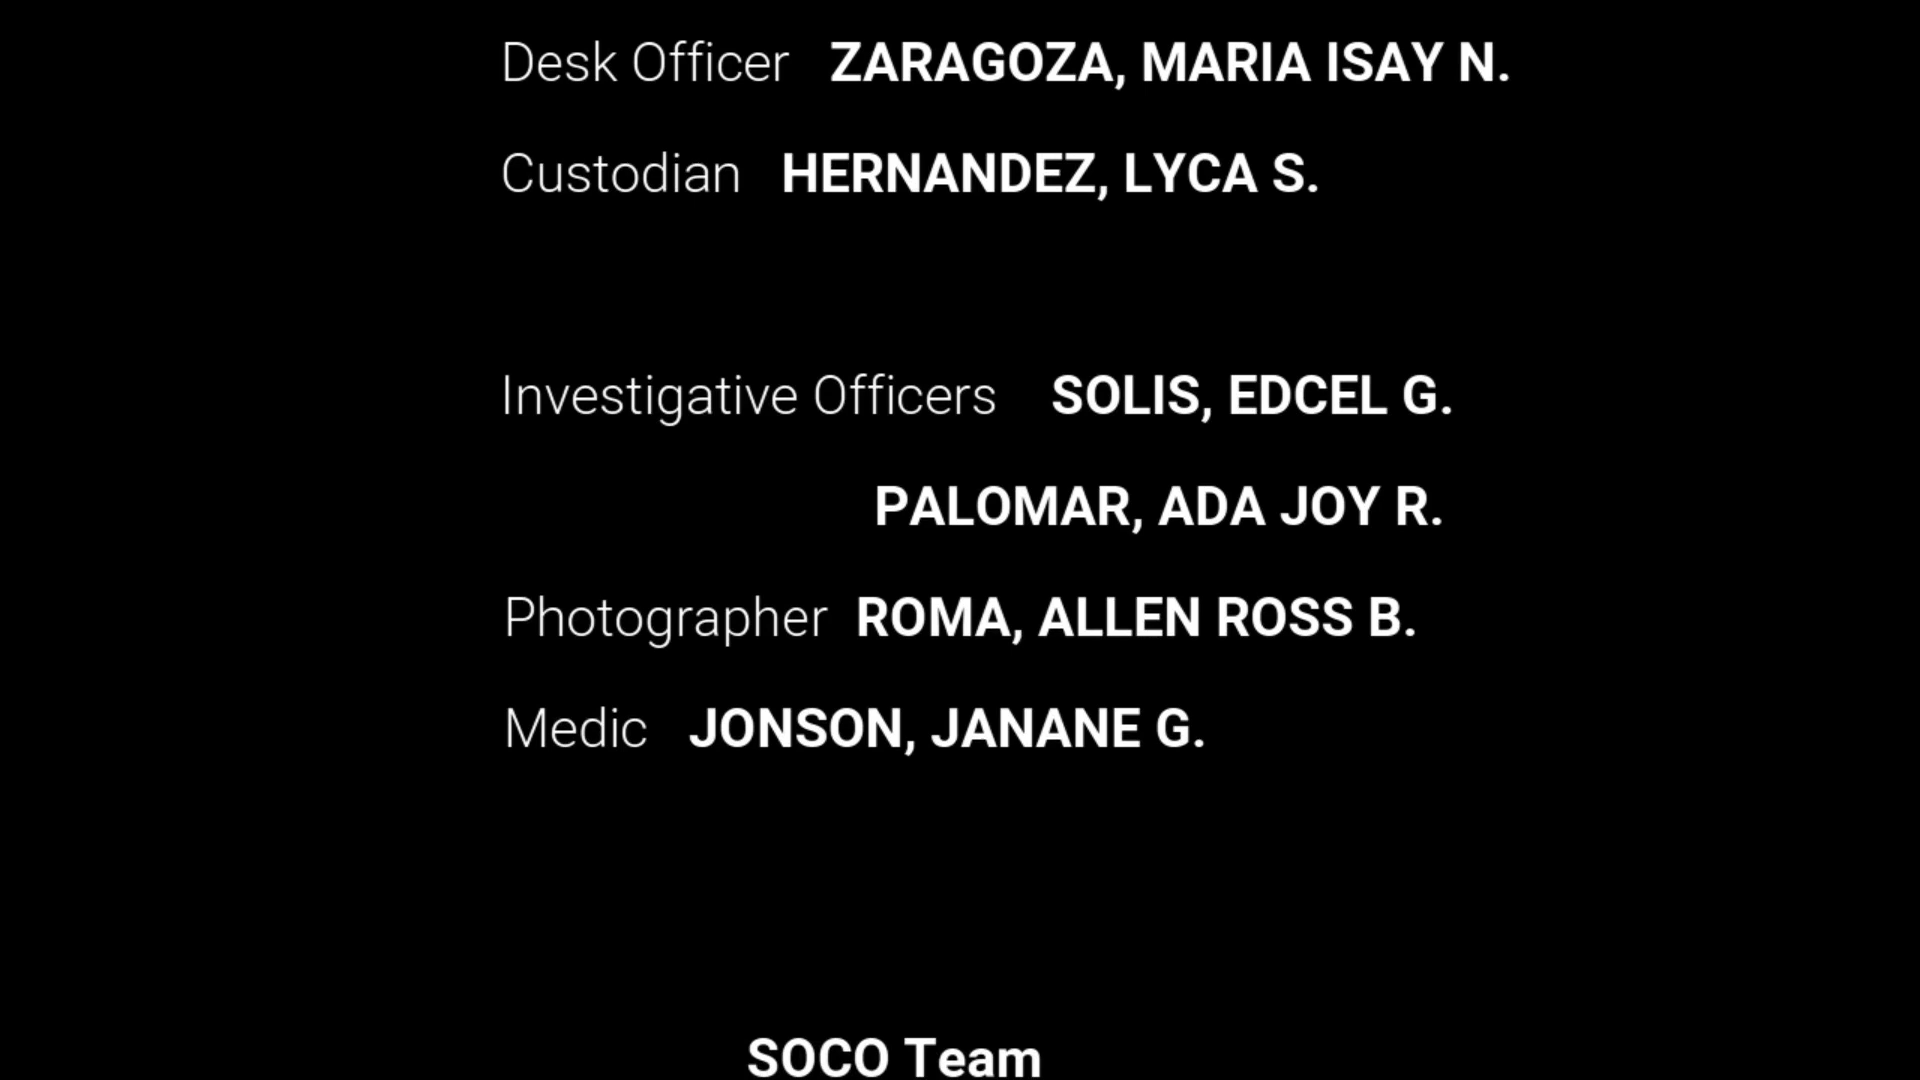 Desk Officer ZARAGOZA, MARIA ISAY N.
Custodian HERNANDEZ, LYCA S.
Investigative Officers SOLIS, EDCEL G.
PALOMAR, ADA JOY R.
Photographer ROMA, ALLEN ROSS B.
Medic JONSON, JANANE G.
SOCO Team